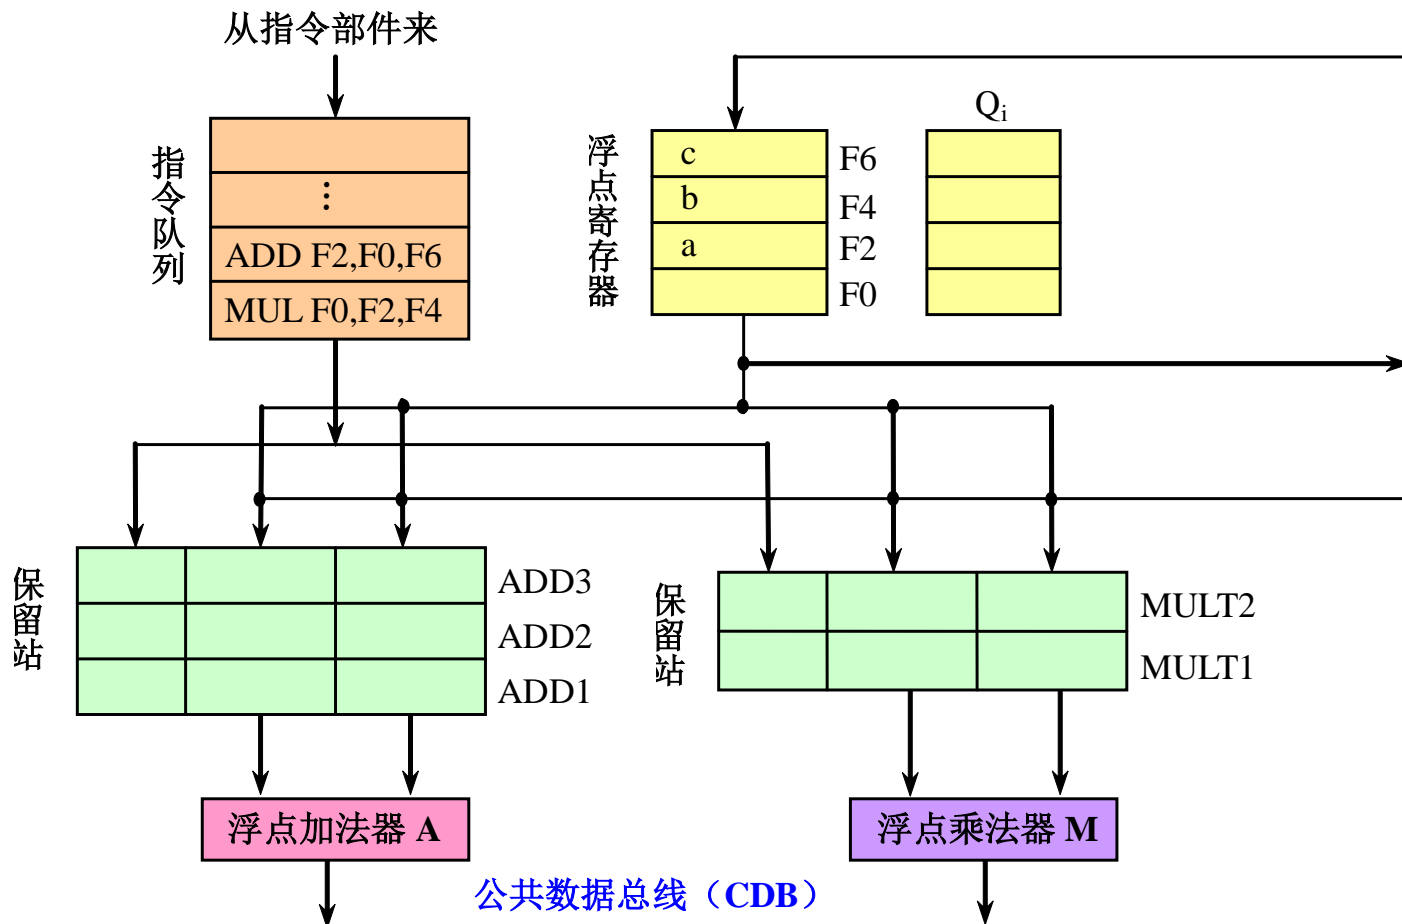 从指令部件来
指令队列
⋮
ADD F2,F0,F6
MUL F0,F2,F4
浮点寄存器
c
b
a
F6
F4
F2
F0
Qi
保留站
ADD3
ADD2
ADD1
保留站
MULT2
MULT1
浮点加法器 A
浮点乘法器 M
公共数据总线（CDB）